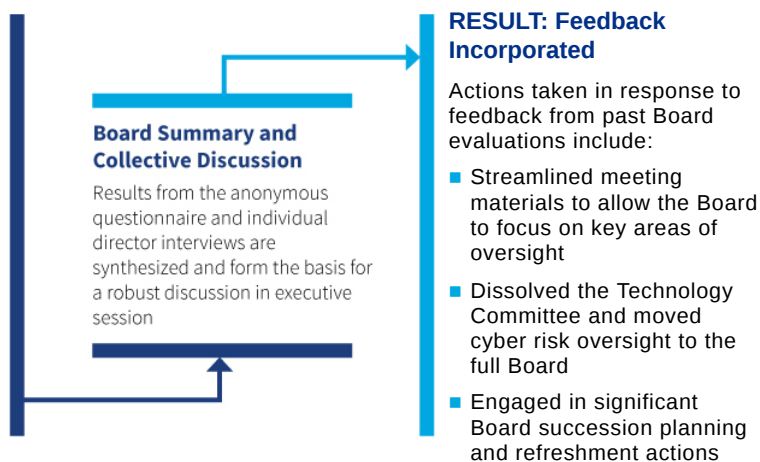 Board Summary and
Collective Discussion
Results from the anonymous
questionnaire and individual
director interviews are
synthesized and form the basis for
a robust discussion in executive
session
RESULT: Feedback
Incorporated
Actions taken in response to
feedback from past Board
evaluations include:
■ Streamlined meeting
materials to allow the Board
to focus on key areas of
oversight
■ Dissolved the Technology
Committee and moved
cyber risk oversight to the
full Board
■ Engaged in significant
Board succession planning
and refreshment actions